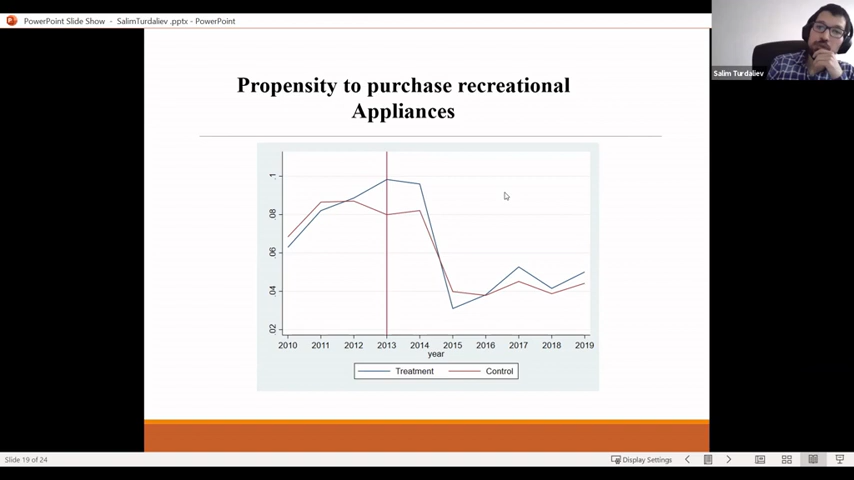 PowerPoint Slide Show - SalimTurdaliev .pptx - PowerPoint
Salim Turdaliev
Propensity to purchase recreational
Appliances
.1
.08
.06
.04
.02
2010 2011 2012 2013 2014 2015 2016 2017 2018 2019
year
Treatment Control
Slide 19 of 24
Display Settings